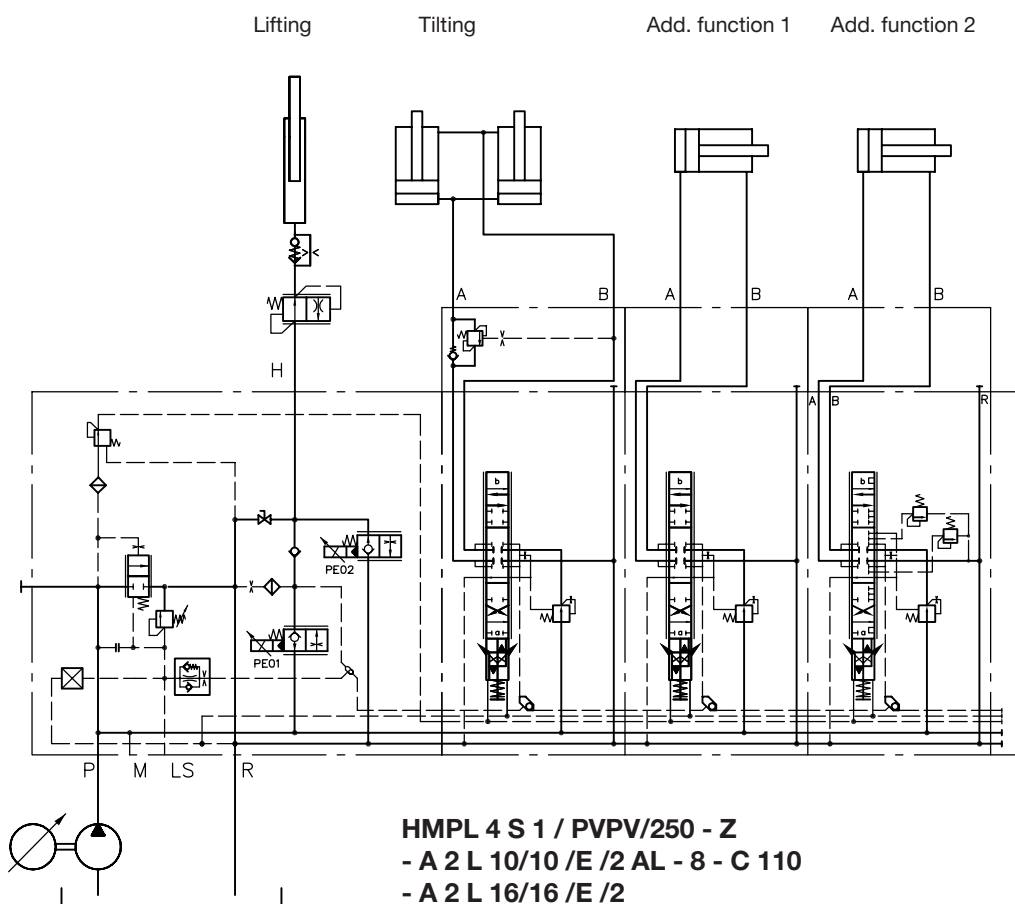 Lifting Tilting Add. function 1 Add. function 2
A B A B A B
H
A B R
b b b
PE02
a a a
PE01
P M LS R
HMPL 4 S 1 / PVPV/250 - Z
- A 2 L 10/10 /E /2 AL - 8 - C 110
- A 2 L 16/16 /E /2